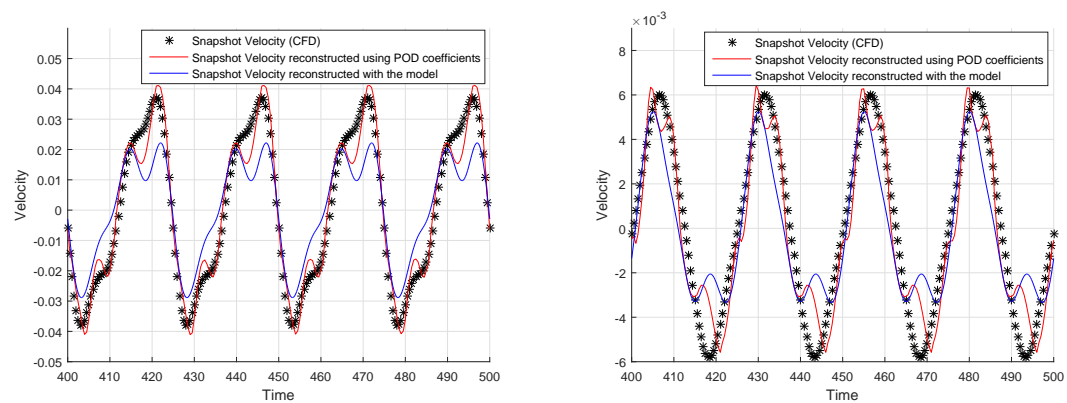 Snapshot Velocity (CFD)
Snapshot Velocity reconstructed using POD coefficients
Snapshot Velocity reconstructed with the model
0.05
0.04
0.03
0.02
0.01
0
-0.01
-0.02
-0.03
-0.04
-0.05
Velocity
400 410 420 430 440 450 460 470 480 490 500
Time
×10⁻³
Snapshot Velocity (CFD)
Snapshot Velocity reconstructed using POD coefficients
Snapshot Velocity reconstructed with the model
8
6
4
2
0
-2
-4
-6
Velocity
400 410 420 430 440 450 460 470 480 490 500
Time